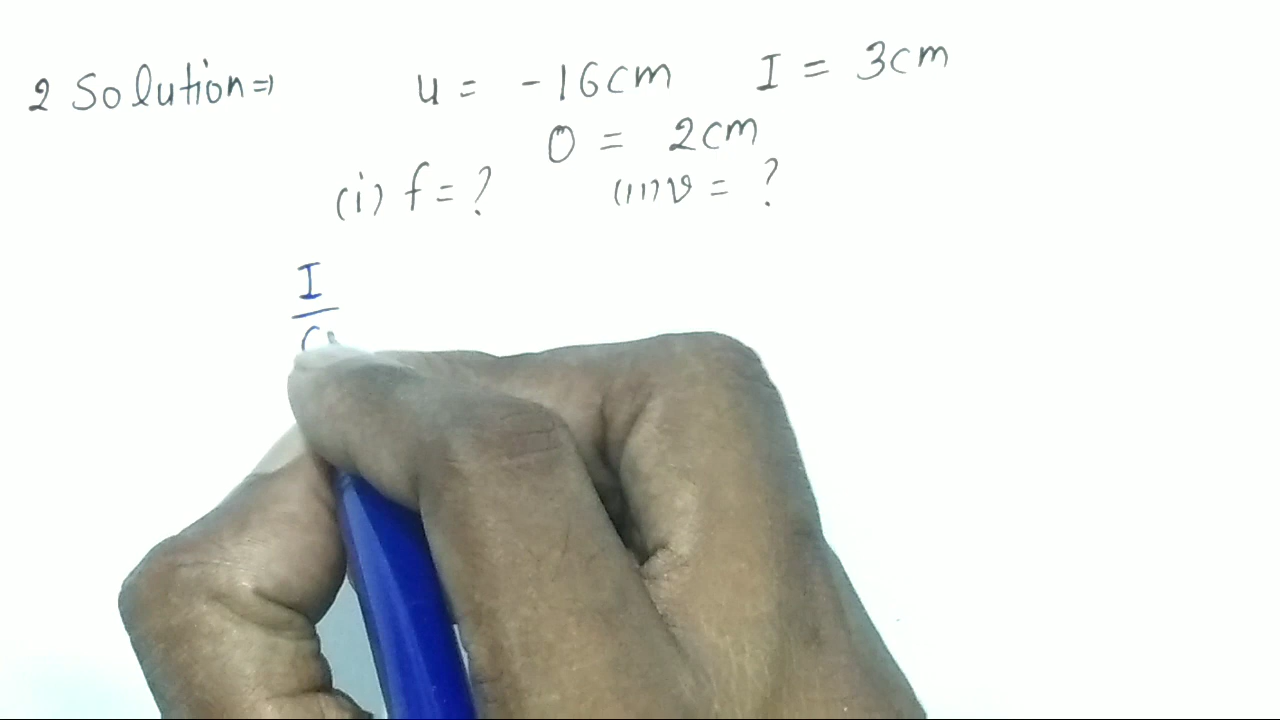 2 Solution⇒ u = -16cm I = 3cm
O = 2cm
(i) f = ? (ii) v = ?
I